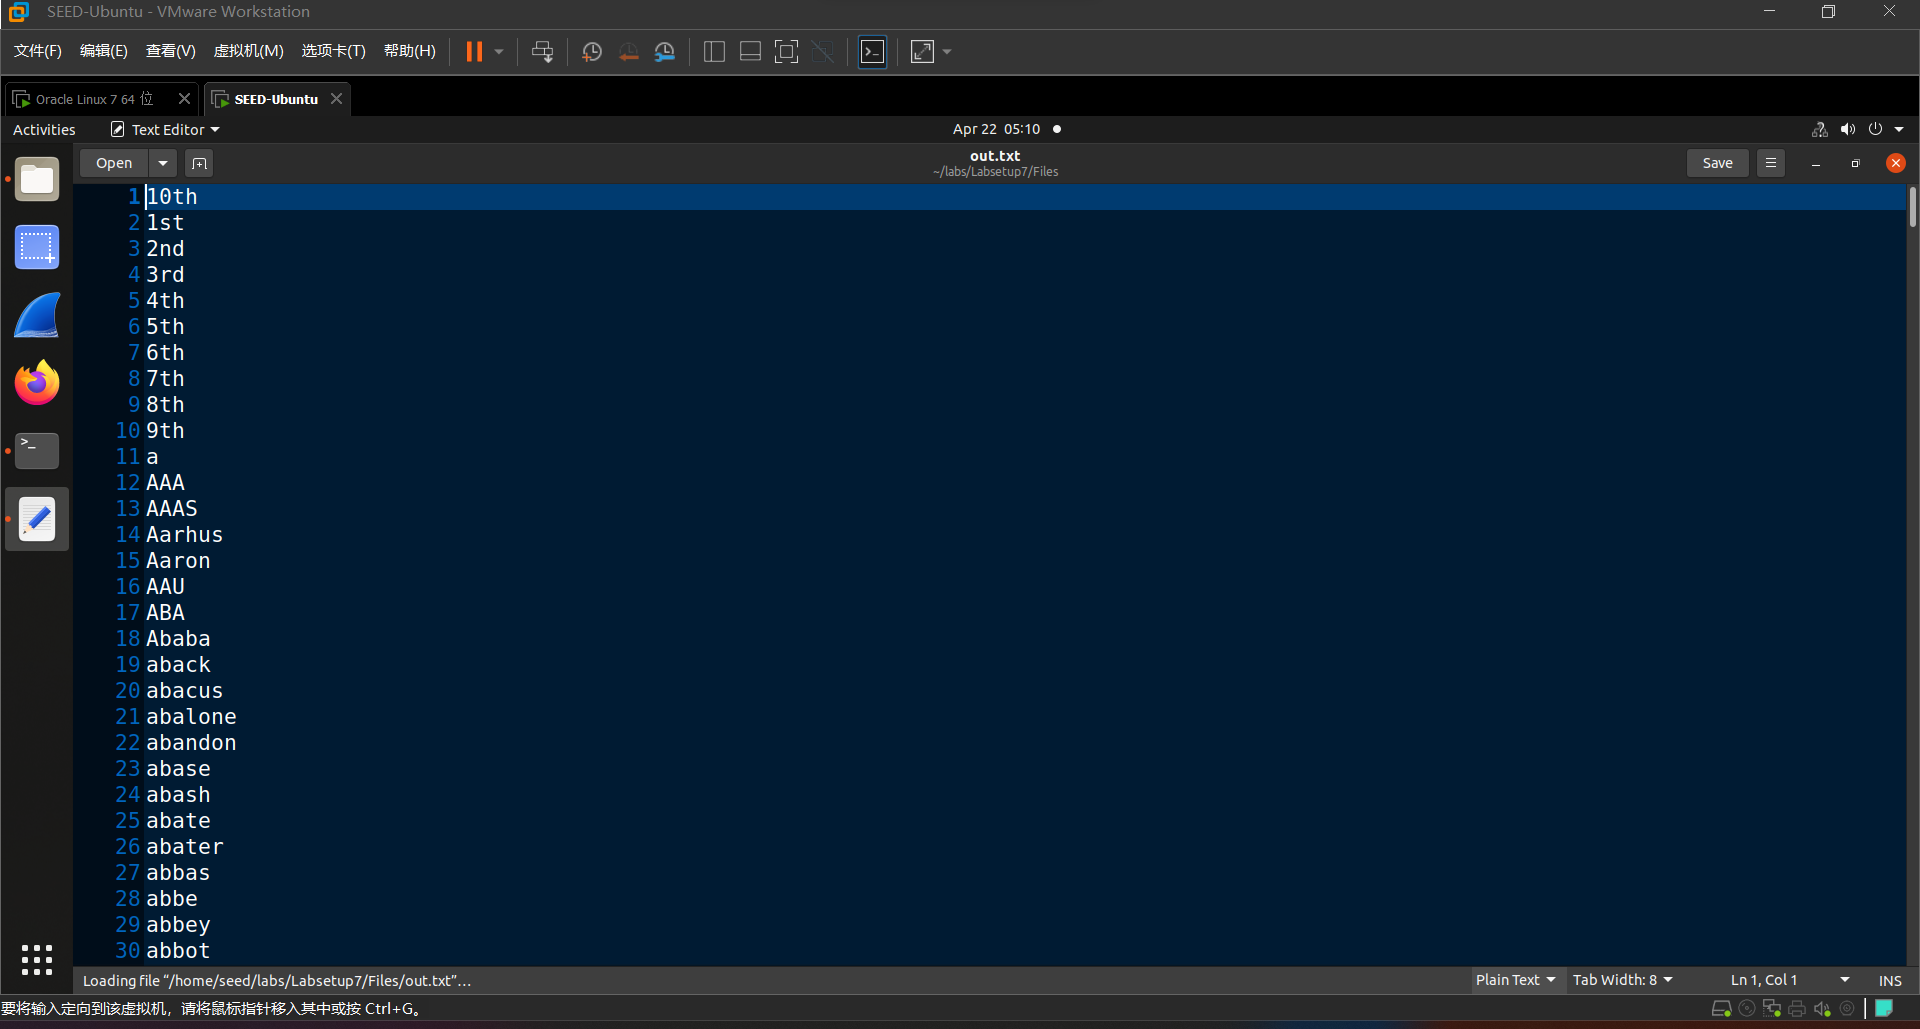 SEED-Ubuntu - VMware Workstation
文件(F) 编辑(E) 查看(V) 虚拟机(M) 选项卡(T) 帮助(H)
Oracle Linux 7 64 位 SEED-Ubuntu
Activities Text Editor Apr 22 05:10
Open out.txt Save
~/labs/Labsetup7/Files
1 10th
2 1st
3 2nd
4 3rd
5 4th
6 5th
7 6th
8 7th
9 8th
10 9th
11 a
12 AAA
13 AAAS
14 Aarhus
15 Aaron
16 AAU
17 ABA
18 Ababa
19 aback
20 abacus
21 abalone
22 abandon
23 abase
24 abash
25 abate
26 abater
27 abbas
28 abbe
29 abbey
30 abbot
Loading file “/home/seed/labs/Labsetup7/Files/out.txt”… Plain Text Tab Width: 8 Ln 1, Col 1 INS
要将输入定向到该虚拟机，请将鼠标指针移入其中或按 Ctrl+G。